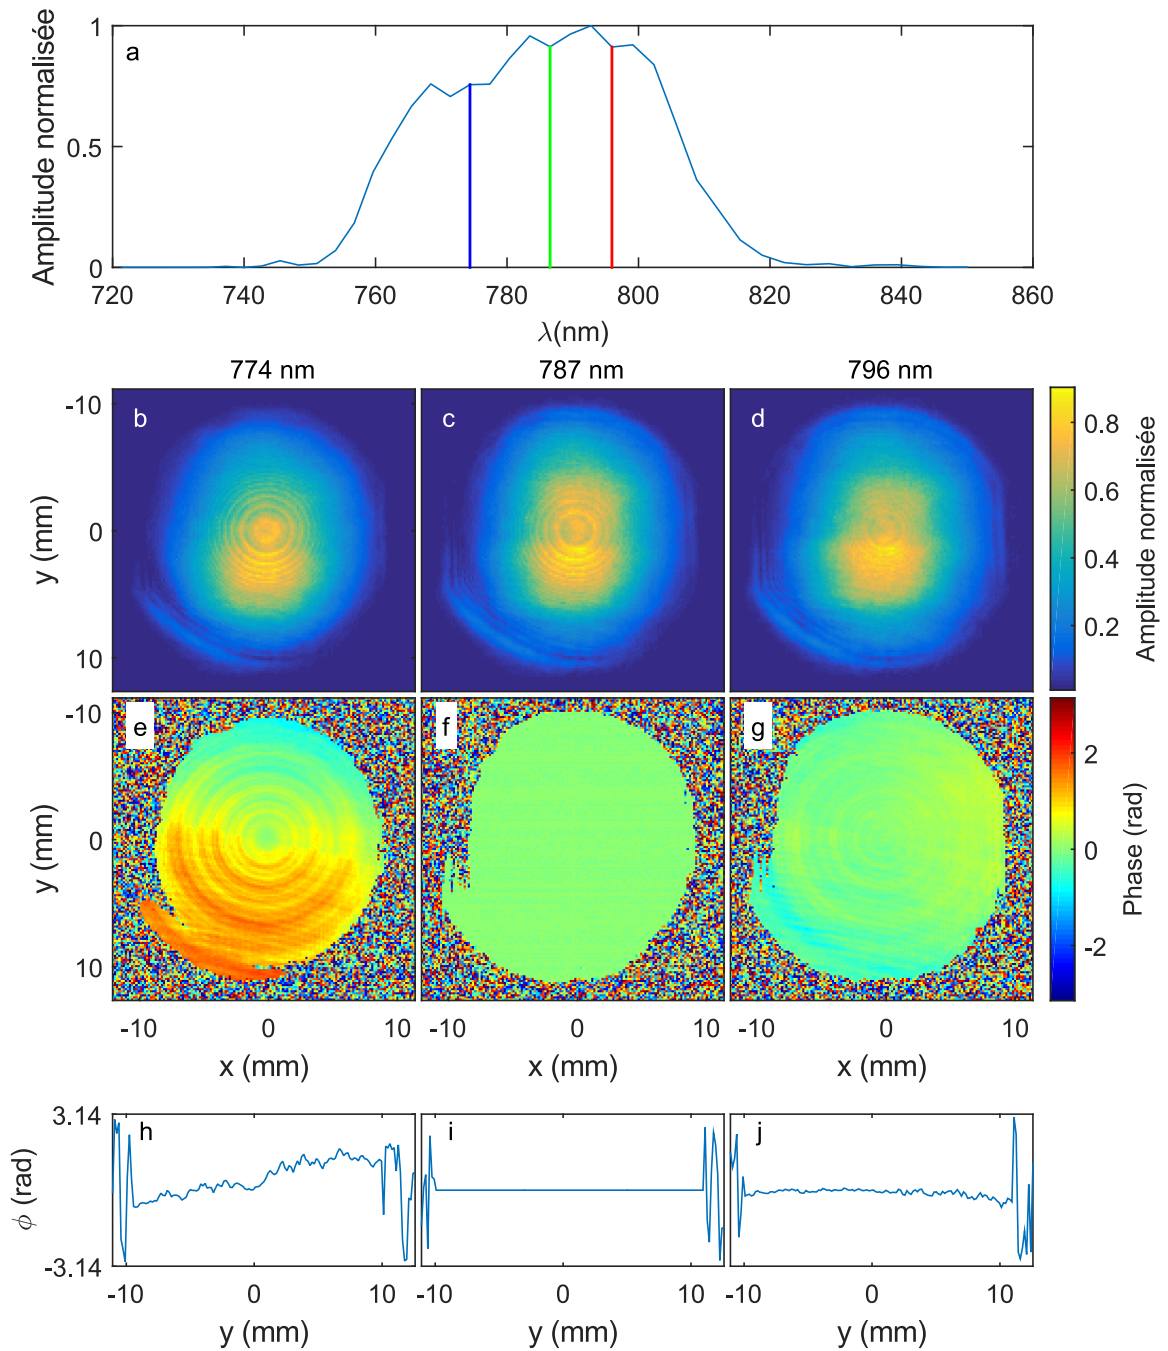 a
Amplitude normalisée
1
0.5
0
720 740 760 780 800 820 840 860
λ(nm)
774 nm 787 nm 796 nm
b c d
-10
0
10
y (mm)
0.8
0.6
0.4
0.2
Amplitude normalisée
e f g
-10
0
10
y (mm)
2
0
-2
Phase (rad)
-10 0 10 -10 0 10 -10 0 10
x (mm) x (mm) x (mm)
h i j
3.14
-3.14
ϕ (rad)
-10 0 10 -10 0 10 -10 0 10
y (mm) y (mm) y (mm)